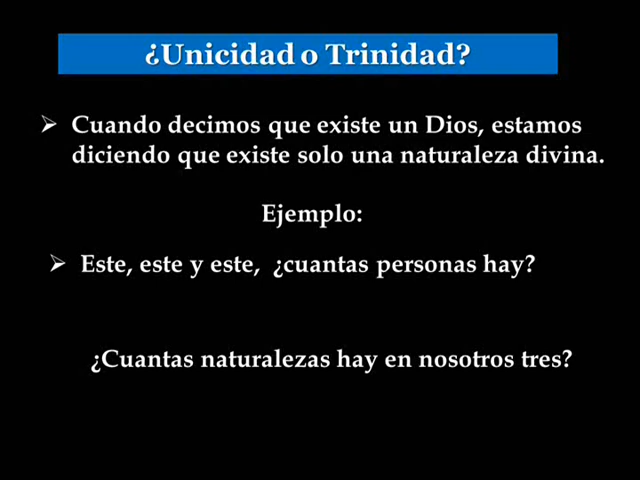 ¿Unicidad o Trinidad?
Cuando decimos que existe un Dios, estamos
diciendo que existe solo una naturaleza divina.
Ejemplo:
Este, este y este, ¿cuantas personas hay?
¿Cuantas naturalezas hay en nosotros tres?